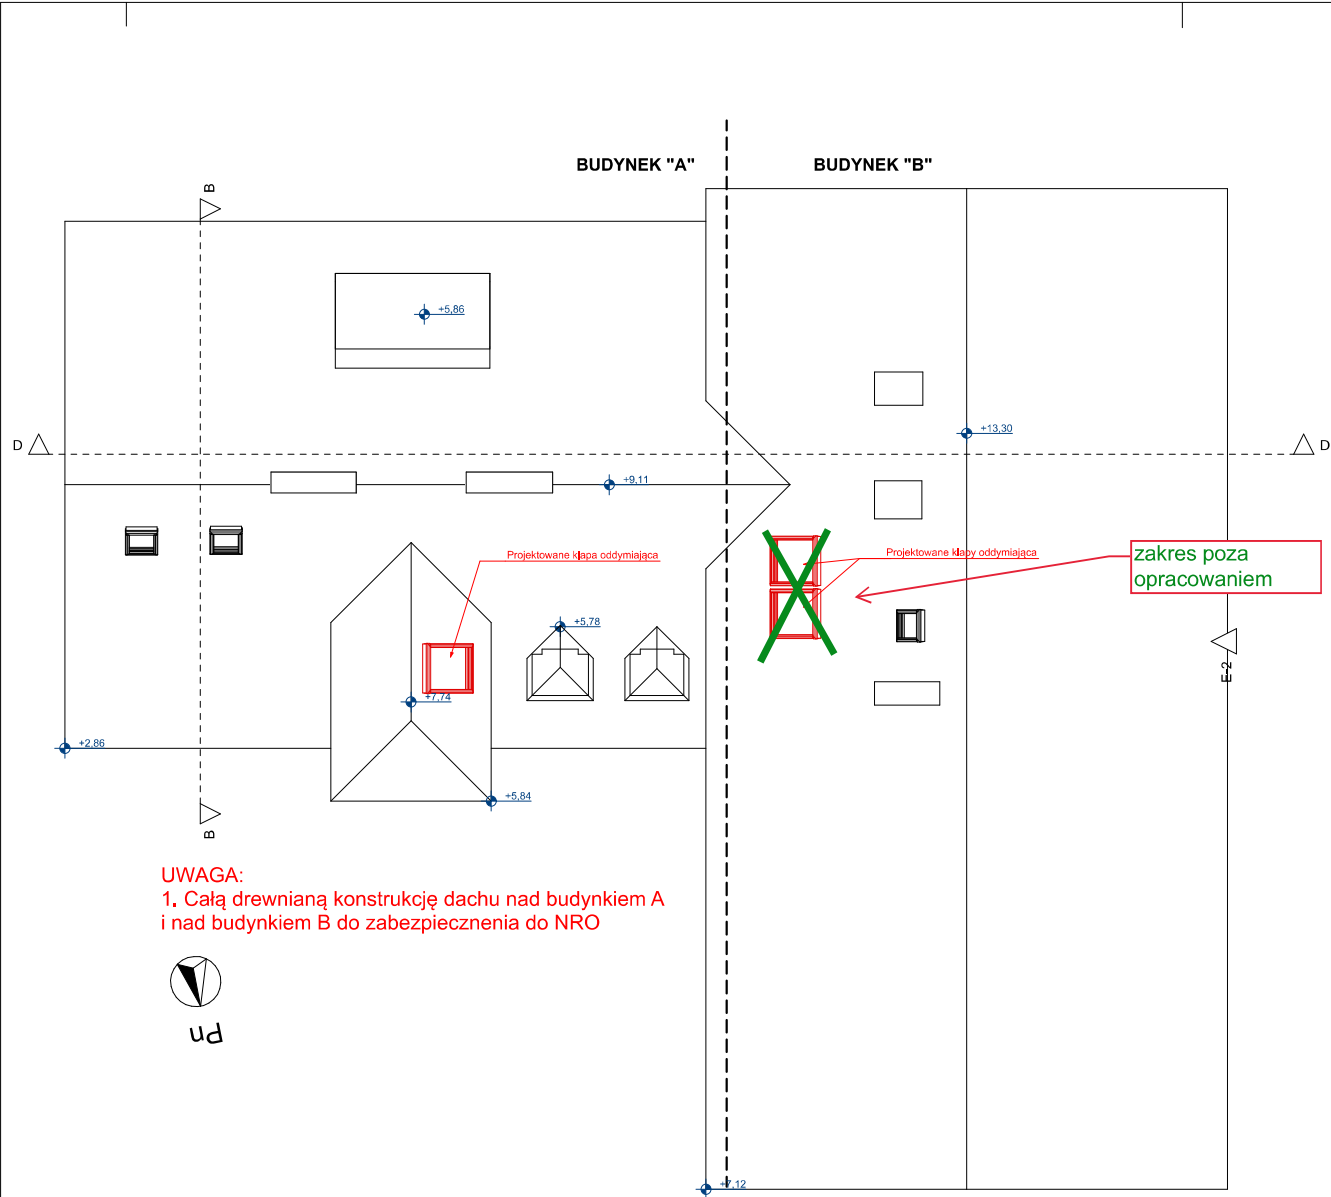 BUDYNEK "A"
BUDYNEK "B"
B
+5,86
D
+13,30
D
+9,11
Projektowane klapa oddymiająca
Projektowane klapy oddymiająca
zakres poza
opracowaniem
+5,78
E-2
+7,74
+2,86
+5,84
B
UWAGA:
1. Całą drewnianą konstrukcję dachu nad budynkiem A
i nad budynkiem B do zabezpiecznenia do NRO
Pn
+7,12